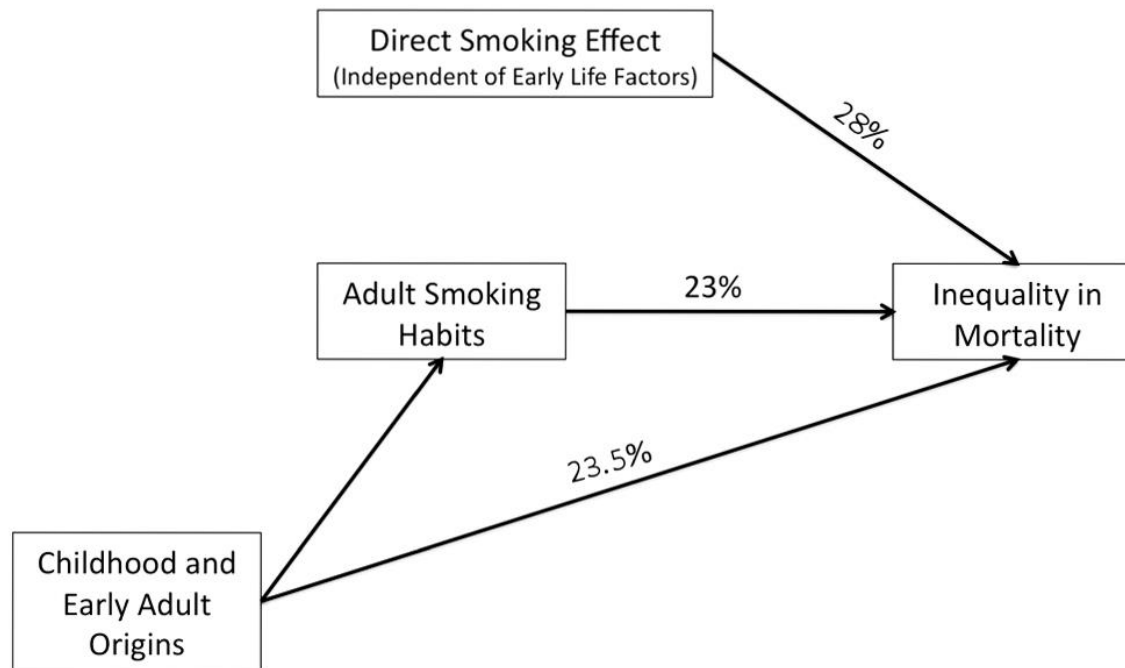 Direct Smoking Effect
(Independent of Early Life Factors)
28%
Adult Smoking
Habits
23%
Inequality in
Mortality
23.5%
Childhood and
Early Adult
Origins